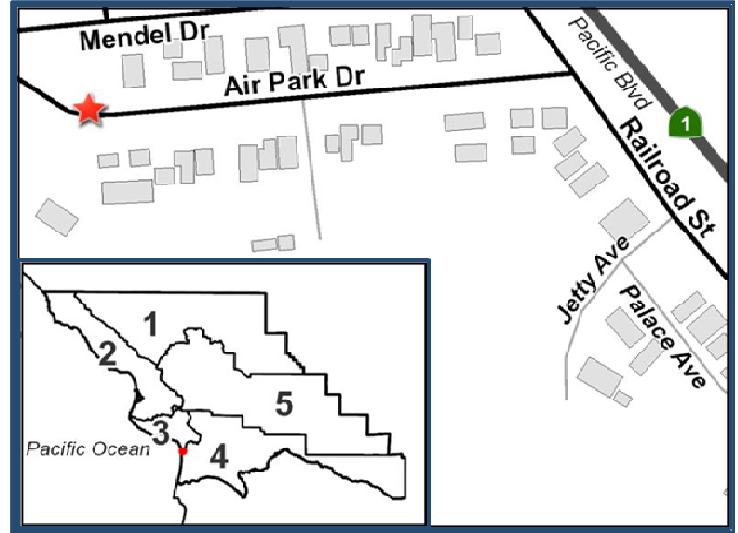 Mendel Dr
Air Park Dr
Pacific Blvd
1
Railroad St
Jetty Ave
Palace Ave
1
2
5
3
4
Pacific Ocean